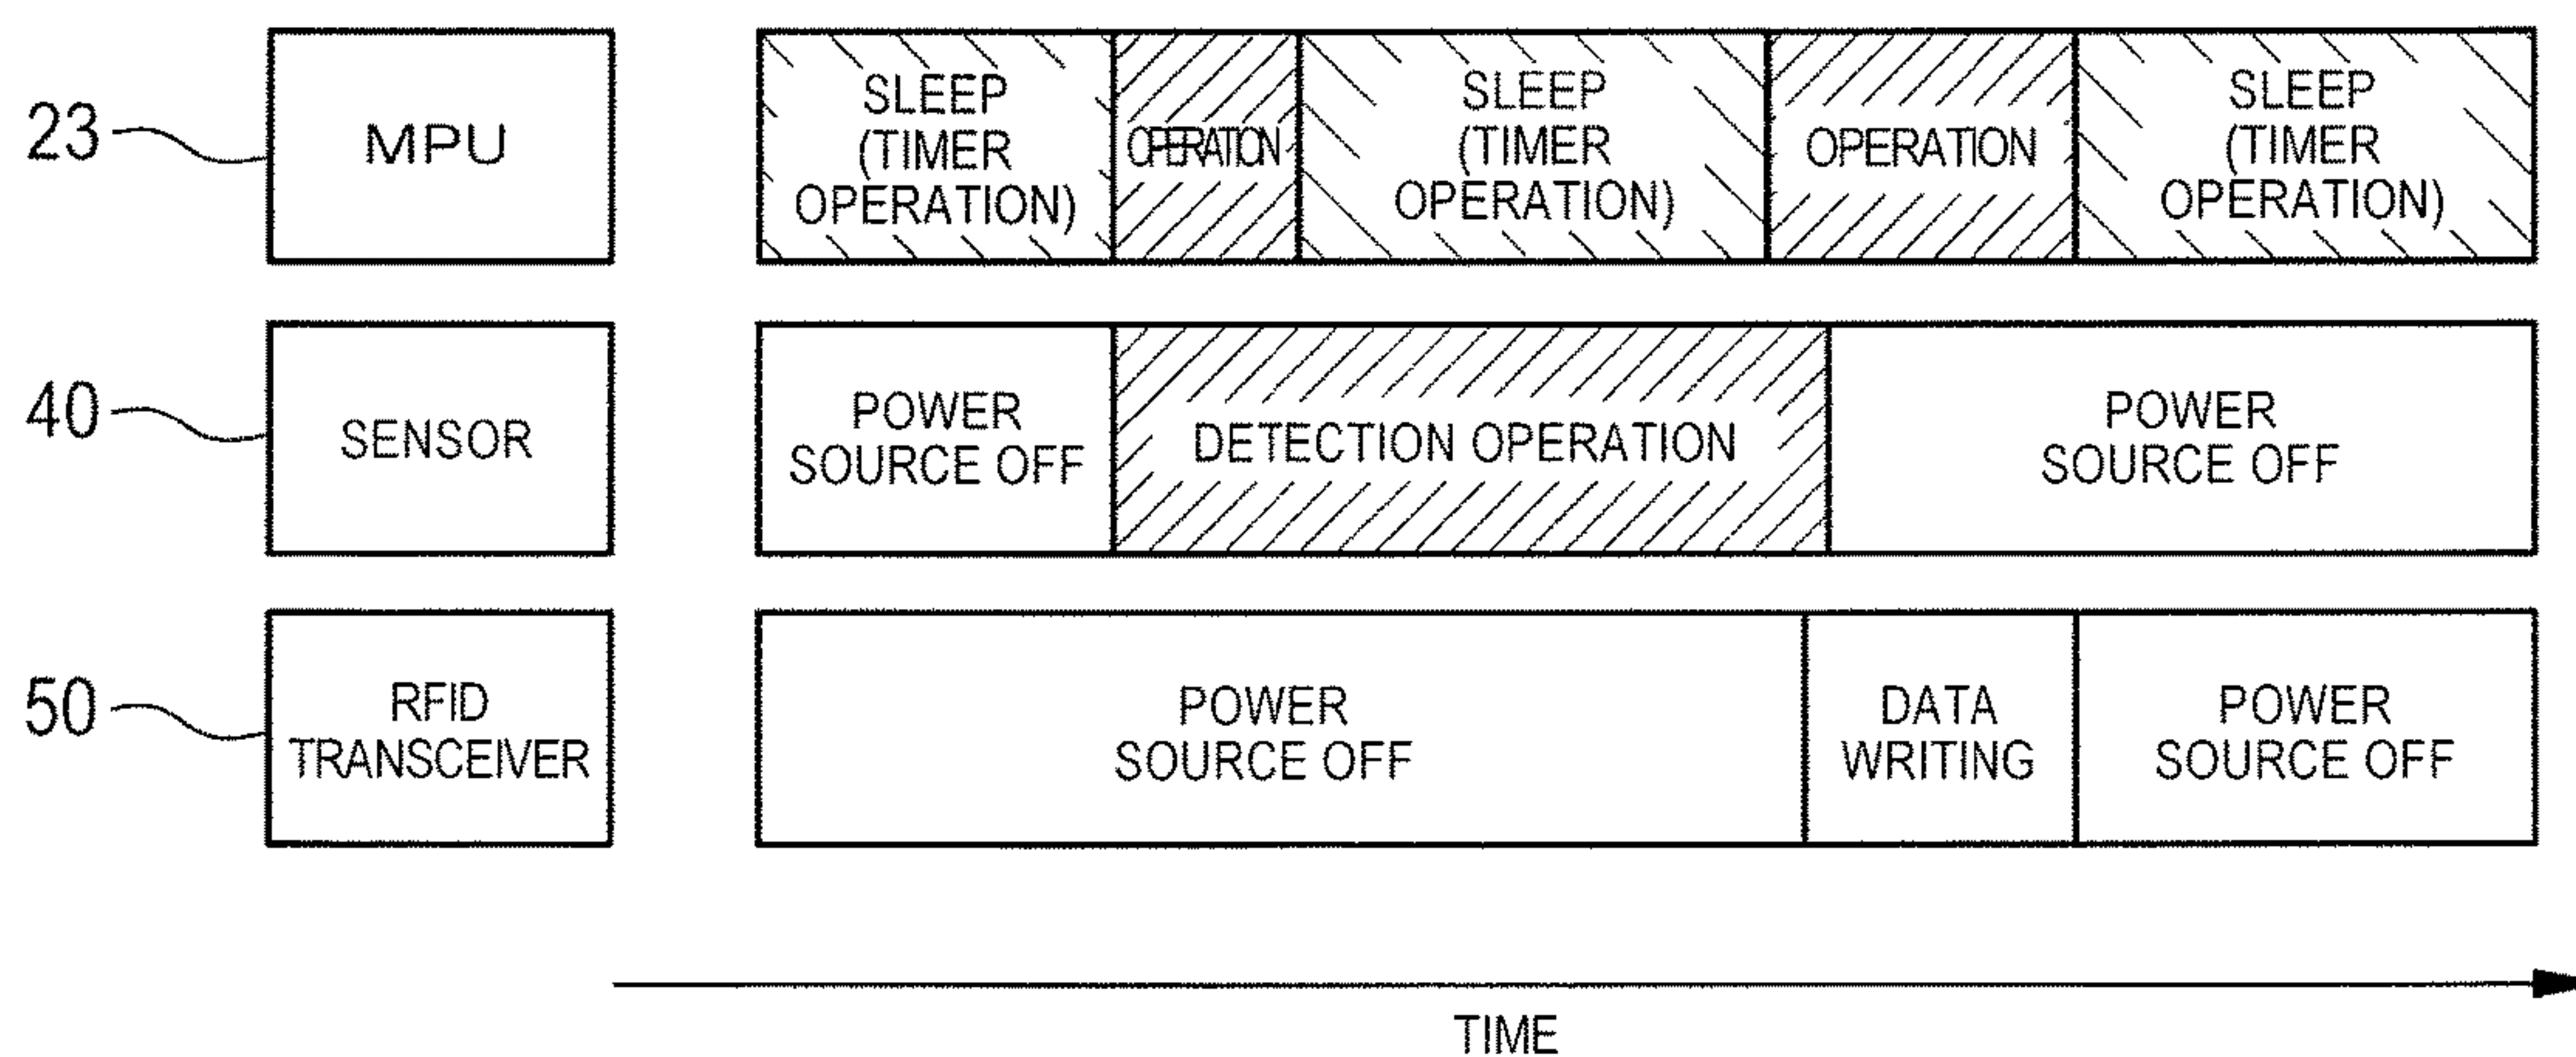 23
MPU
SLEEP
(TIMER
OPERATION)
OPERATION
SLEEP
(TIMER
OPERATION)
OPERATION
SLEEP
(TIMER
OPERATION)
40
SENSOR
POWER
SOURCE OFF
DETECTION OPERATION
POWER
SOURCE OFF
50
RFID
TRANSCEIVER
POWER
SOURCE OFF
DATA
WRITING
POWER
SOURCE OFF
TIME